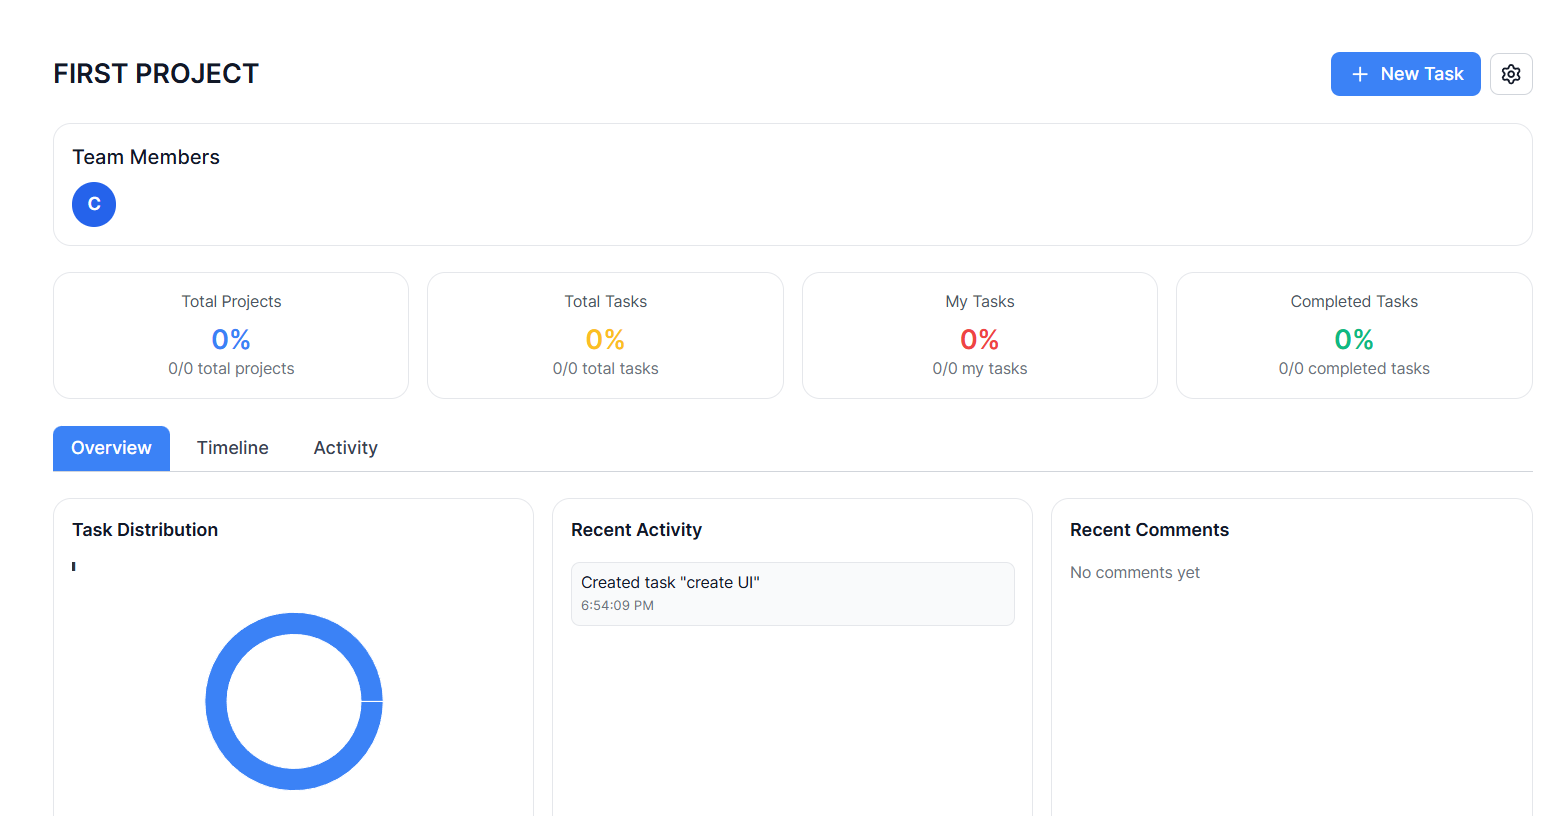 FIRST PROJECT
New Task
Team Members
C
Total Projects
0%
0/0 total projects
Total Tasks
0%
0/0 total tasks
My Tasks
0%
0/0 my tasks
Completed Tasks
0%
0/0 completed tasks
Overview
Timeline
Activity
Task Distribution
Recent Activity
Created task "create UI"
6:54:09 PM
Recent Comments
No comments yet